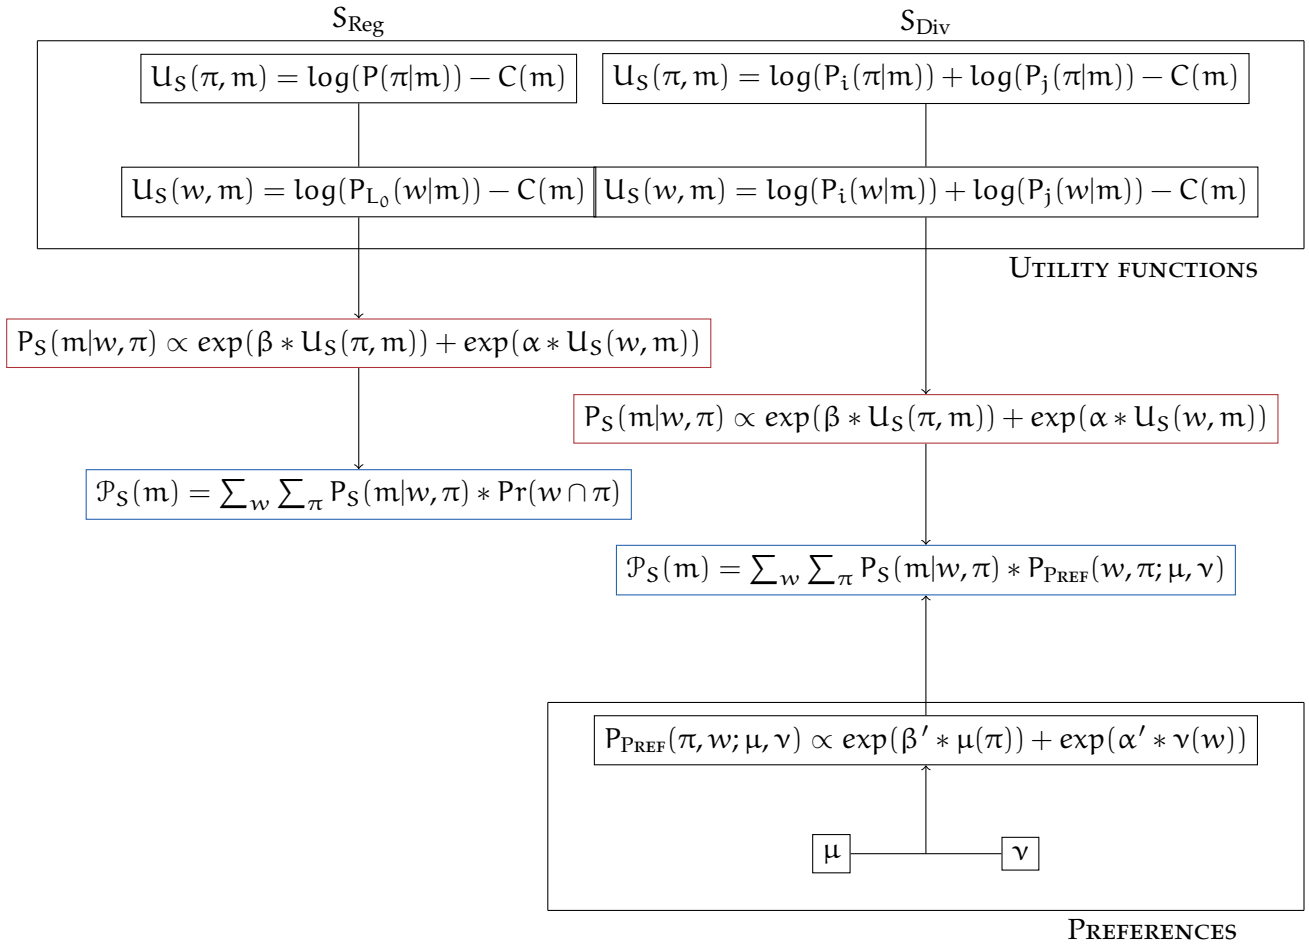 S_Reg
S_Div
U_S(π, m) = log(P(π|m)) − C(m)
U_S(π, m) = log(P_i(π|m)) + log(P_j(π|m)) − C(m)
U_S(w, m) = log(P_{L_0}(w|m)) − C(m)
U_S(w, m) = log(P_i(w|m)) + log(P_j(w|m)) − C(m)
UTILITY FUNCTIONS
P_S(m|w, π) ∝ exp(β ∗ U_S(π, m)) + exp(α ∗ U_S(w, m))
P_S(m|w, π) ∝ exp(β ∗ U_S(π, m)) + exp(α ∗ U_S(w, m))
𝒫_S(m) = ∑_w ∑_π P_S(m|w, π) ∗ Pr(w ∩ π)
𝒫_S(m) = ∑_w ∑_π P_S(m|w, π) ∗ P_PREF(w, π; μ, ν)
P_PREF(π, w; μ, ν) ∝ exp(β′ ∗ μ(π)) + exp(α′ ∗ ν(w))
μ
ν
PREFERENCES